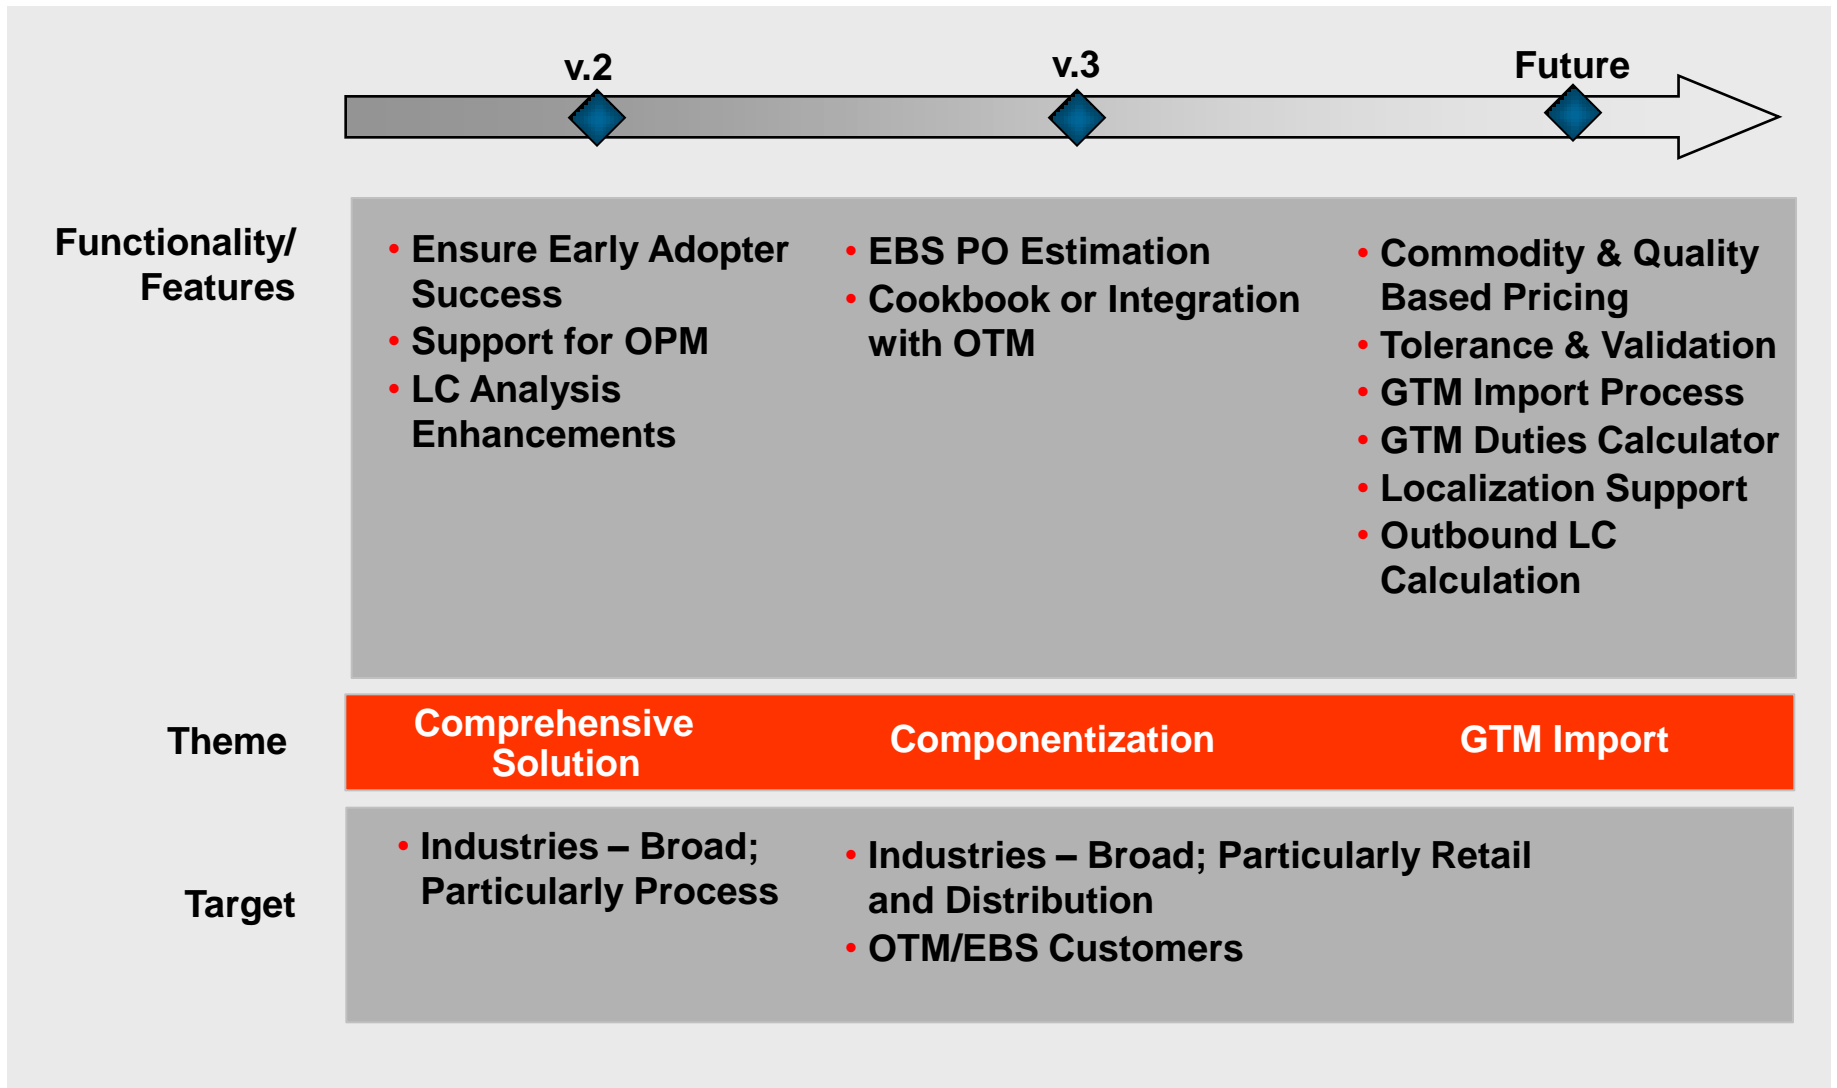 v.2
v.3
Future
Functionality/
Features
• Ensure Early Adopter
Success
• Support for OPM
• LC Analysis
Enhancements
• EBS PO Estimation
• Cookbook or Integration
with OTM
• Commodity & Quality
Based Pricing
• Tolerance & Validation
• GTM Import Process
• GTM Duties Calculator
• Localization Support
• Outbound LC
Calculation
Theme
Comprehensive
Solution
Componentization
GTM Import
Target
• Industries – Broad;
Particularly Process
• Industries – Broad; Particularly Retail
and Distribution
• OTM/EBS Customers